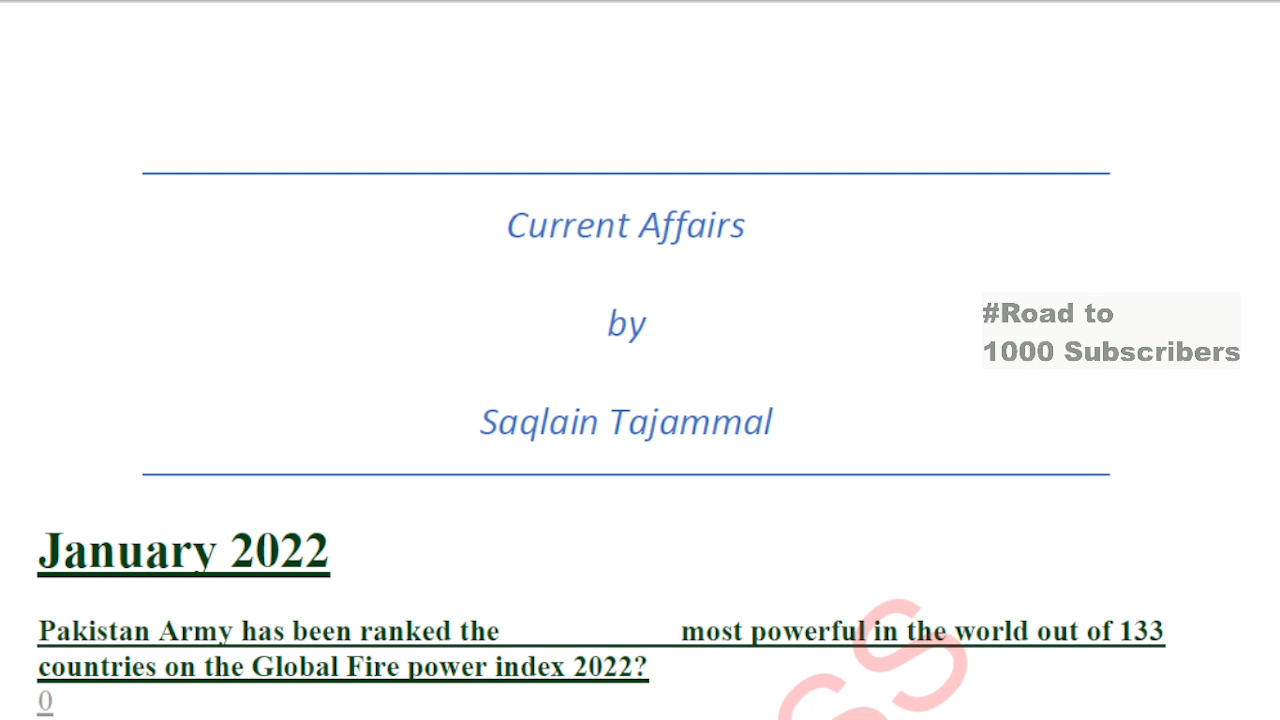 Current Affairs
by
#Road to
1000 Subscribers
Saqlain Tajammal
January 2022
Pakistan Army has been ranked the ____________ most powerful in the world out of 133
countries on the Global Fire power index 2022?
0